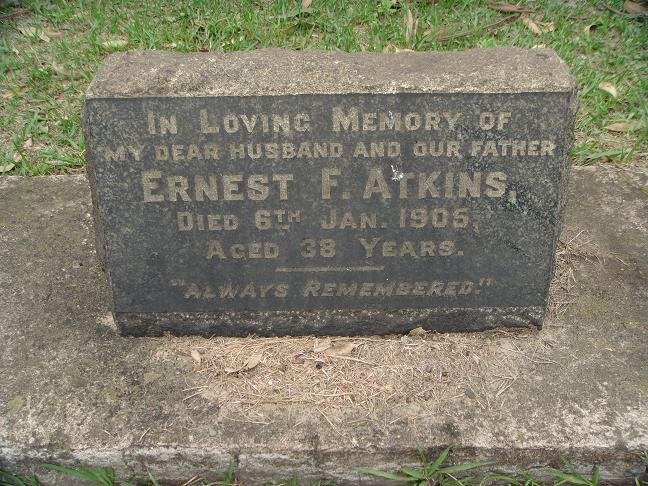 In Loving Memory of
my dear husband and our father
Ernest F. Atkins,
Died 6th Jan. 1905,
Aged 38 Years.
"Always Remembered."